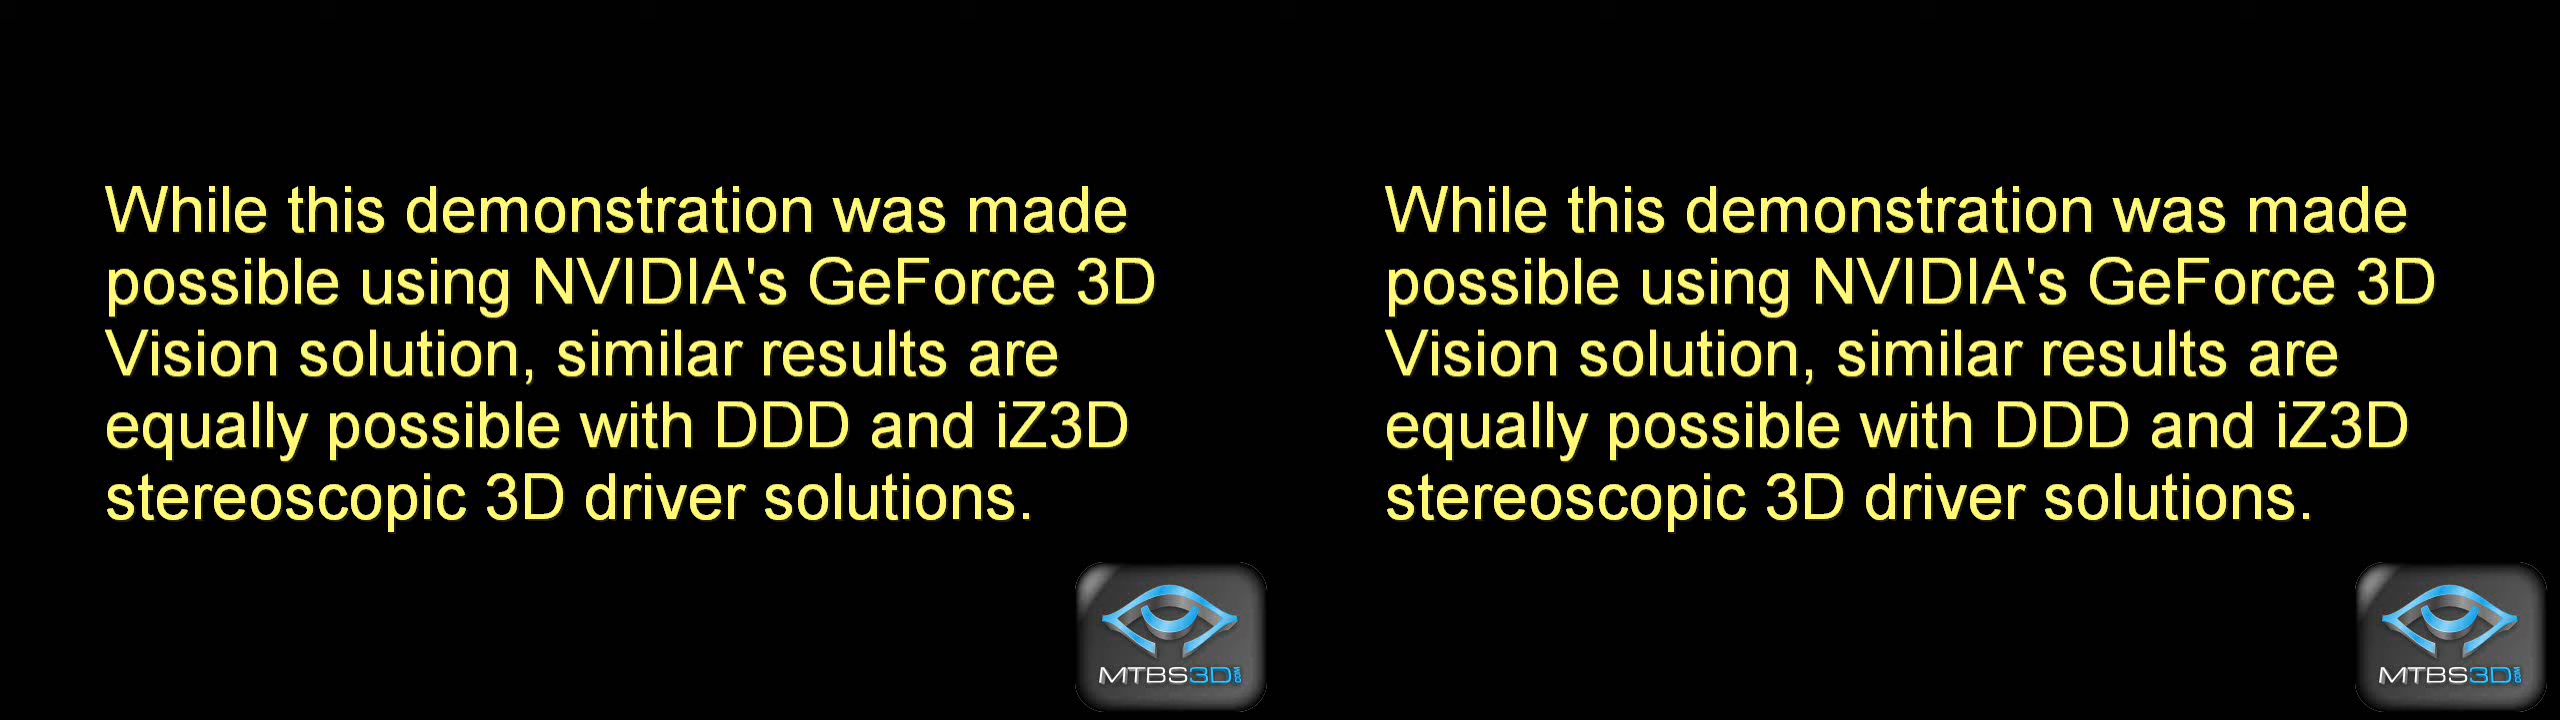 While this demonstration was made
possible using NVIDIA's GeForce 3D
Vision solution, similar results are
equally possible with DDD and iZ3D
stereoscopic 3D driver solutions.
MTBS3D.COM
While this demonstration was made
possible using NVIDIA's GeForce 3D
Vision solution, similar results are
equally possible with DDD and iZ3D
stereoscopic 3D driver solutions.
MTBS3D.COM